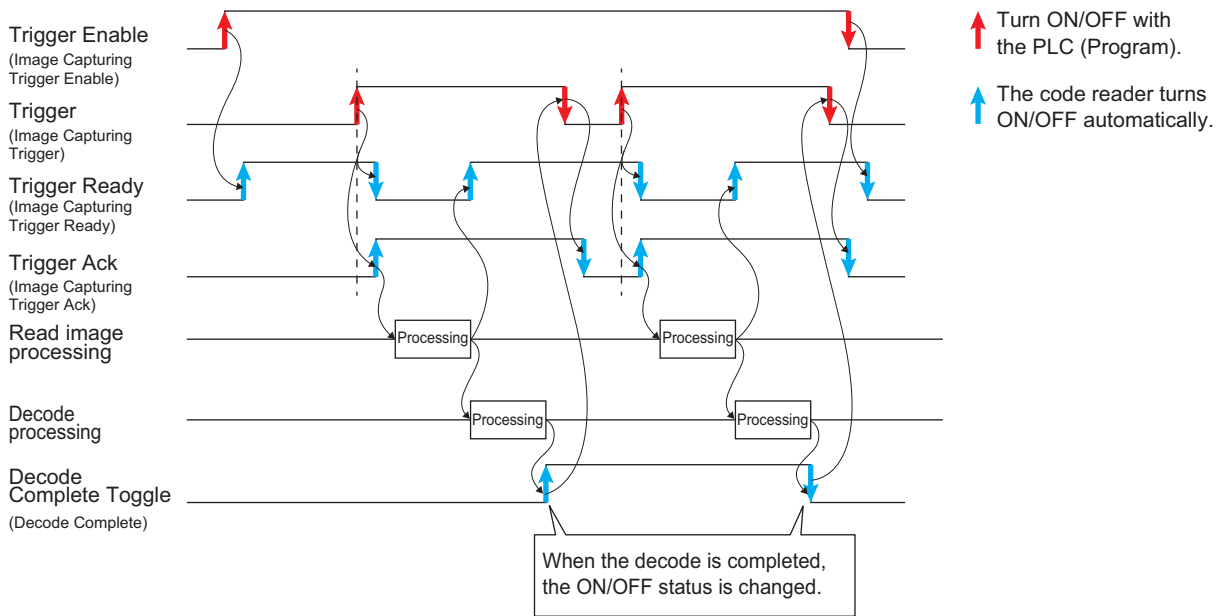 Trigger Enable
(Image Capturing
Trigger Enable)
Turn ON/OFF with
the PLC (Program).
Trigger
(Image Capturing
Trigger)
The code reader turns
ON/OFF automatically.
Trigger Ready
(Image Capturing
Trigger Ready)
Trigger Ack
(Image Capturing
Trigger Ack)
Read image
processing
Processing
Processing
Decode
processing
Processing
Processing
Decode
Complete Toggle
(Decode Complete)
When the decode is completed,
the ON/OFF status is changed.